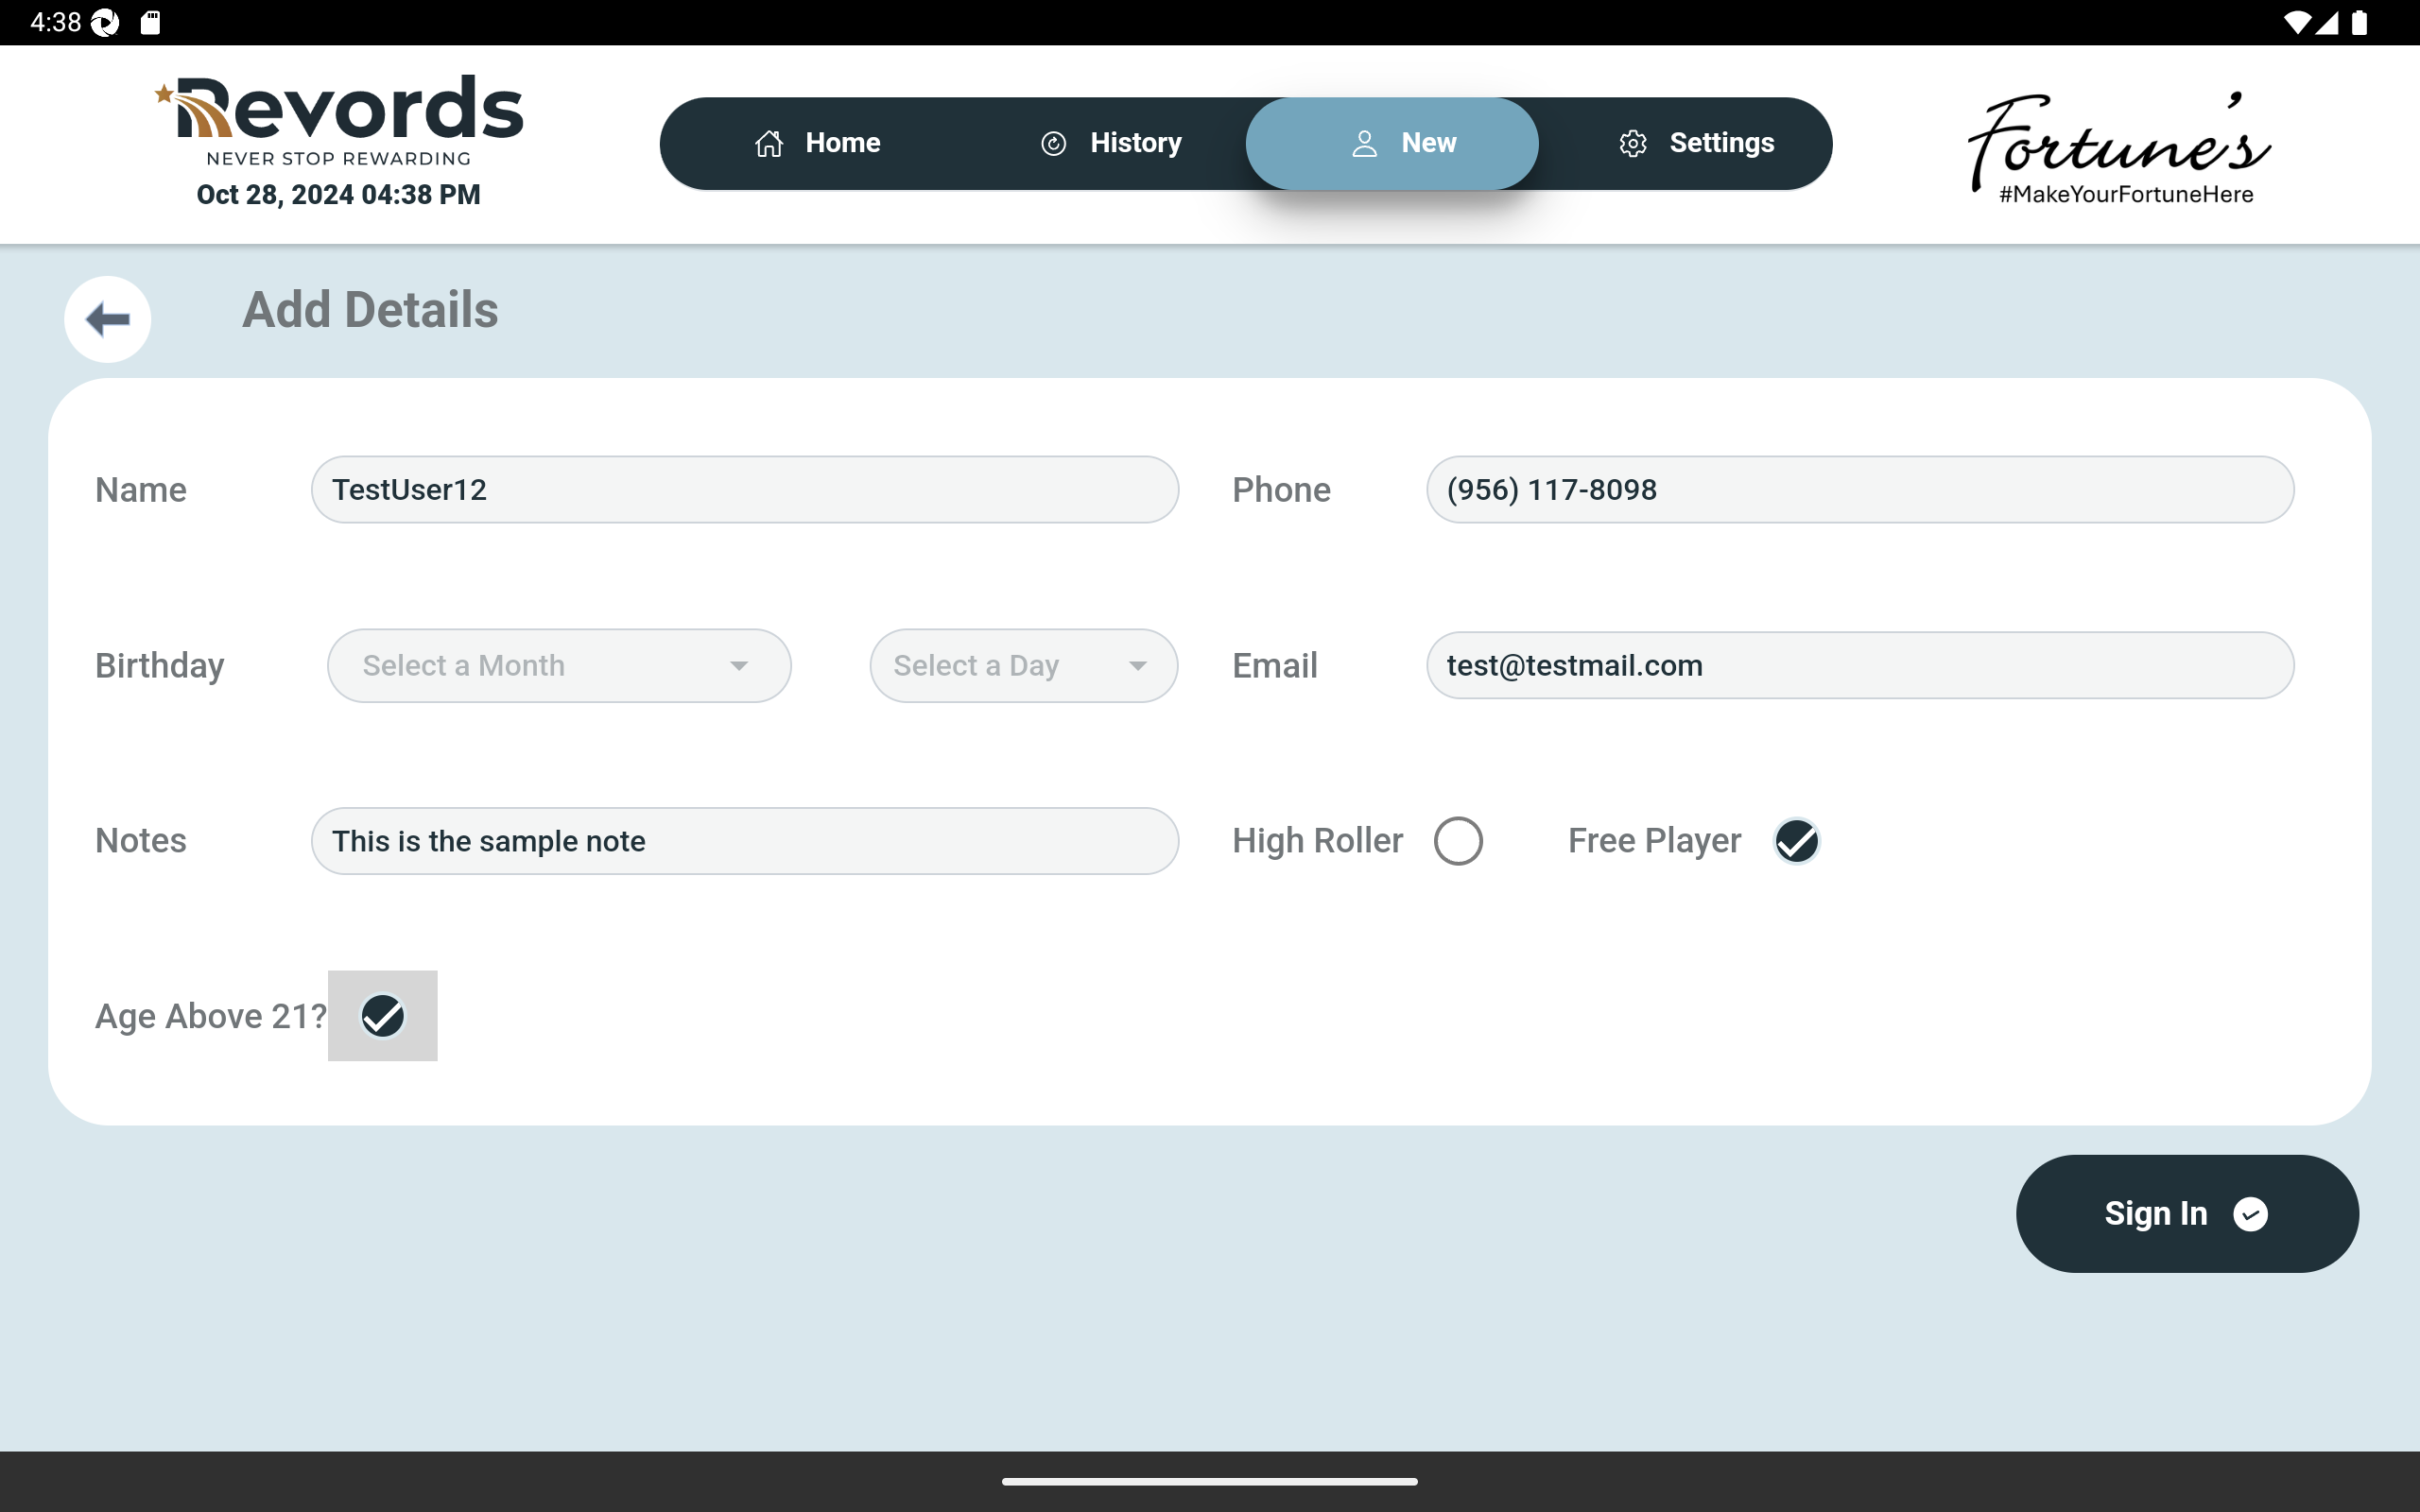 4:38
Revords
NEVER STOP REWARDING
Oct 28, 2024 04:38 PM
Home
History
New
Settings
Fortune's
#MakeYourFortuneHere
Add Details
Name
TestUser12
Phone
(956) 117-8098
Birthday
Select a Month
Select a Day
Email
test@testmail.com
Notes
This is the sample note
High Roller
Free Player
Age Above 21?
Sign In